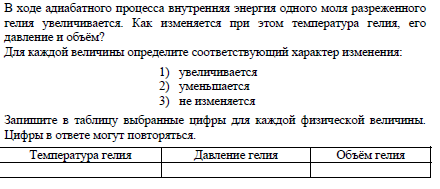 В ходе адиабатного процесса внутренняя энергия одного моля разреженного
гелия увеличивается. Как изменяется при этом температура гелия, его
давление и объём?
Для каждой величины определите соответствующий характер изменения:
1) увеличивается
2) уменьшается
3) не изменяется
Запишите в таблицу выбранные цифры для каждой физической величины.
Цифры в ответе могут повторяться.
Температура гелия Давление гелия Объём гелия